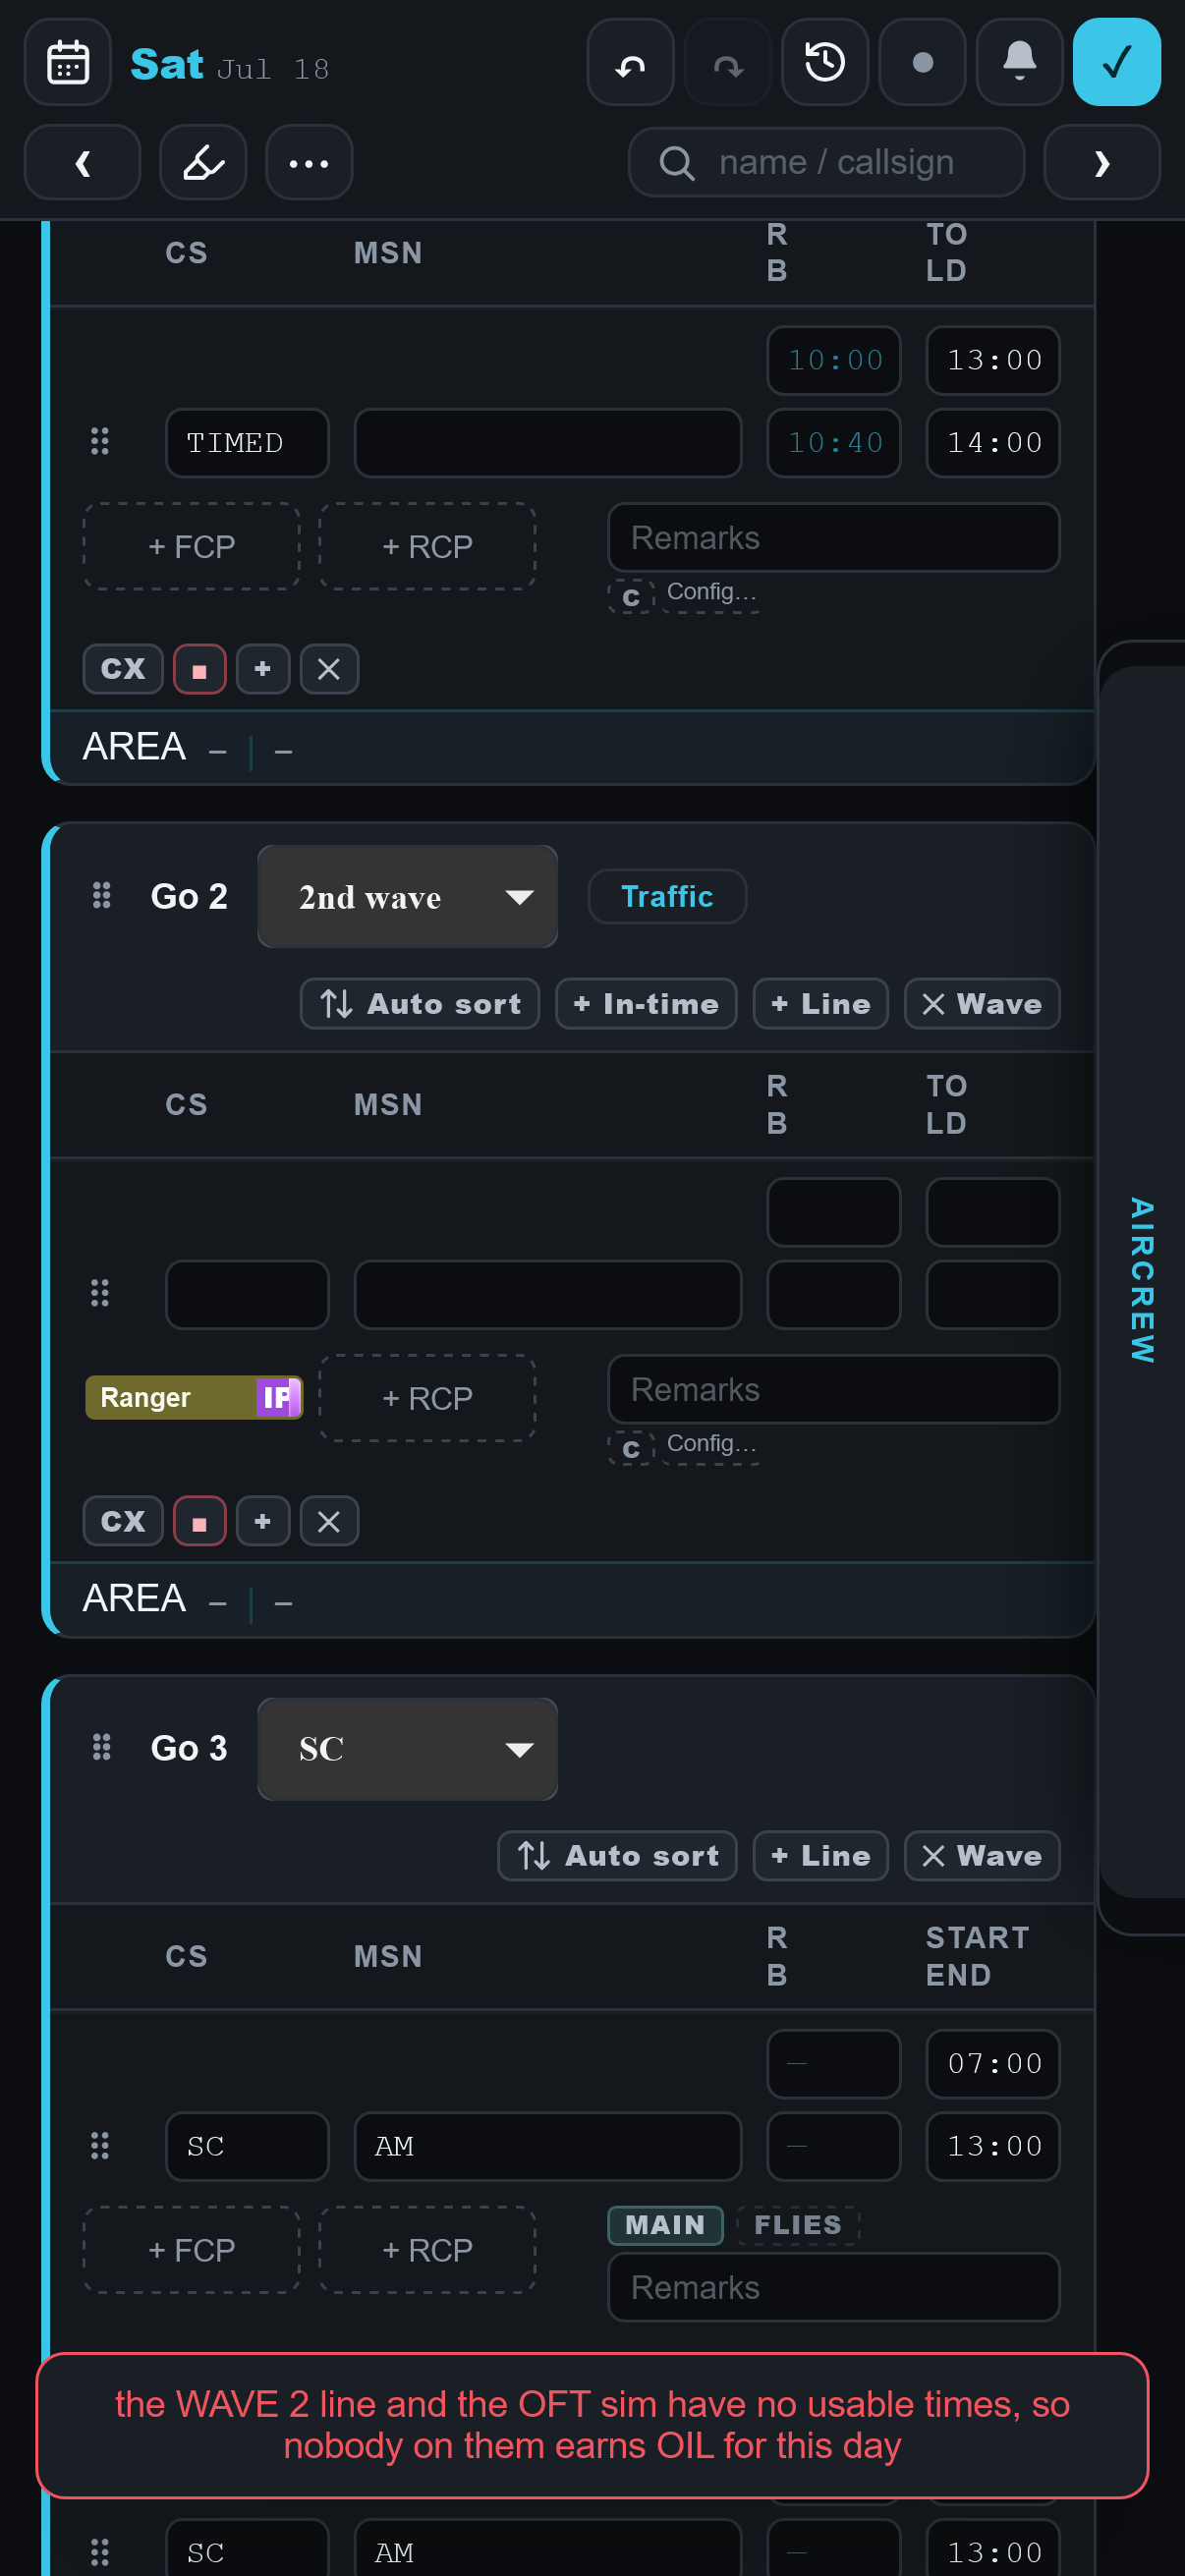 Sat Jul 18
name / callsign
CS MSN R TO
B LD
10:00 13:00
TIMED 10:40 14:00
+ FCP + RCP Remarks
C Config...
CX + ×
AREA – | –
Go 2 2nd wave Traffic
Auto sort + In-time + Line × Wave
CS MSN R TO
B LD
Ranger IP + RCP Remarks
C Config...
CX + ×
AREA – | –
AIRCREW
Go 3 SC
Auto sort + Line × Wave
CS MSN R START
B END
— 07:00
SC AM — 13:00
+ FCP + RCP MAIN FLIES
Remarks
the WAVE 2 line and the OFT sim have no usable times, so
nobody on them earns OIL for this day
SC AM — 13:00